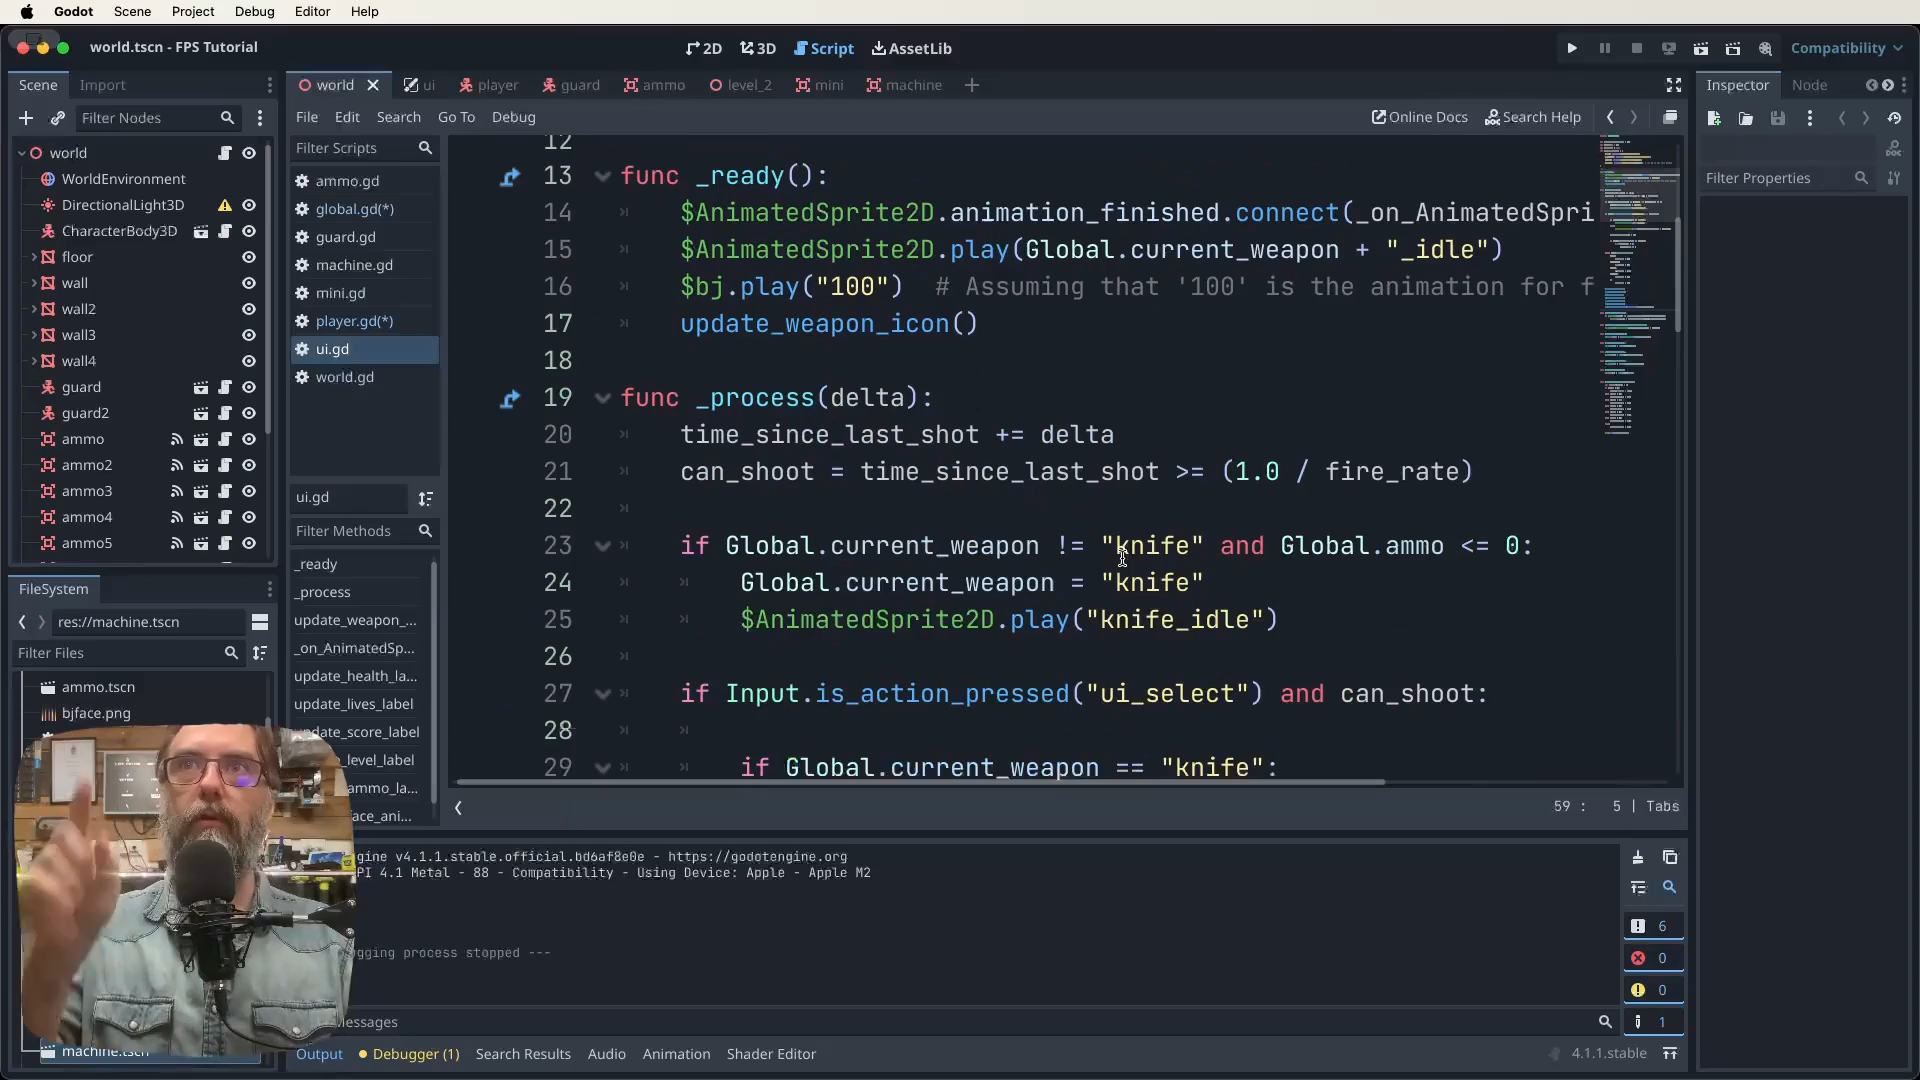 Godot Scene Project Debug Editor Help
world.tscn - FPS Tutorial
2D 3D Script AssetLib
Compatibility
Scene Import
world ui player guard ammo level_2 mini machine
Inspector Node
Filter Nodes
File Edit Search Go To Debug
Online Docs Search Help
Filter Properties
world
WorldEnvironment
DirectionalLight3D
CharacterBody3D
floor
wall
wall2
wall3
wall4
guard
guard2
ammo
ammo2
ammo3
ammo4
ammo5
Filter Scripts
ammo.gd
global.gd(*)
guard.gd
machine.gd
mini.gd
player.gd(*)
ui.gd
world.gd
ui.gd
Filter Methods
_ready
_process
update_weapon_...
_on_AnimatedSp...
update_health_la...
update_lives_label
update_score_label
_level_label
ammo_la...
ace_ani...
12
13 func _ready():
14 $AnimatedSprite2D.animation_finished.connect(_on_AnimatedSpri
15 $AnimatedSprite2D.play(Global.current_weapon + "_idle")
16 $bj.play("100") # Assuming that '100' is the animation for f
17 update_weapon_icon()
18
19 func _process(delta):
20 time_since_last_shot += delta
21 can_shoot = time_since_last_shot >= (1.0 / fire_rate)
22
23 if Global.current_weapon != "knife" and Global.ammo <= 0:
24 Global.current_weapon = "knife"
25 $AnimatedSprite2D.play("knife_idle")
26
27 if Input.is_action_pressed("ui_select") and can_shoot:
28
29 if Global.current_weapon == "knife":
59 : 5 | Tabs
FileSystem
res://machine.tscn
Filter Files
ammo.tscn
bjface.png
machine.tscn
gine v4.1.1.stable.official.bd6af8e0e - https://godotengine.org
PI 4.1 Metal - 88 - Compatibility - Using Device: Apple - Apple M2
gging process stopped ---
Messages
6
0
0
1
Output Debugger (1) Search Results Audio Animation Shader Editor
4.1.1.stable